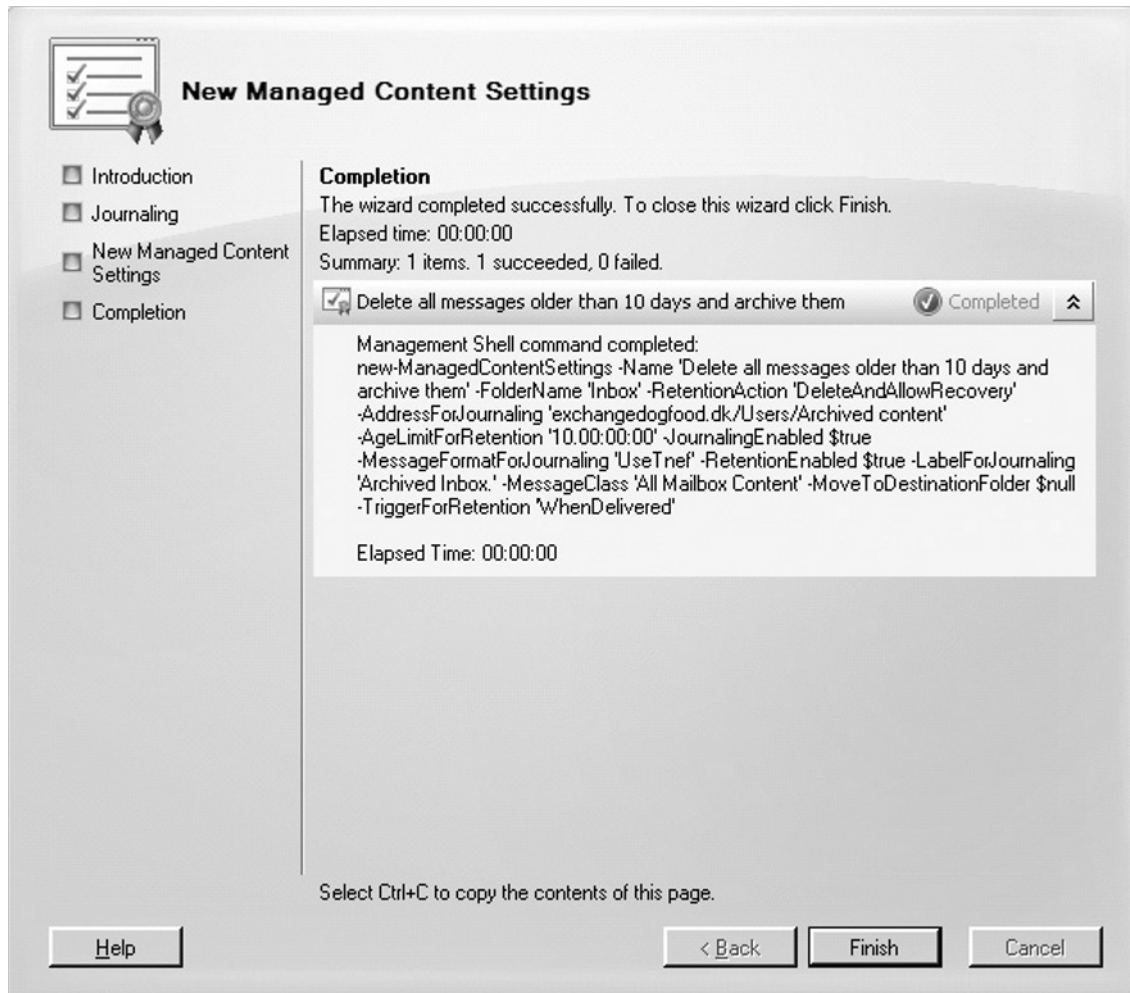 New Managed Content Settings
Introduction
Journaling
New Managed Content
Settings
Completion
Completion
The wizard completed successfully. To close this wizard click Finish.
Elapsed time: 00:00:00
Summary: 1 items. 1 succeeded, 0 failed.
Delete all messages older than 10 days and archive them Completed
Management Shell command completed:
new-ManagedContentSettings -Name 'Delete all messages older than 10 days and
archive them' -FolderName 'Inbox' -RetentionAction 'DeleteAndAllowRecovery'
-AddressForJournaling 'exchangedogfood.dk/Users/Archived content'
-AgeLimitForRetention '10.00:00:00' -JournalingEnabled $true
-MessageFormatForJournaling 'UseTnef' -RetentionEnabled $true -LabelForJournaling
'Archived Inbox.' -MessageClass 'All Mailbox Content' -MoveToDestinationFolder $null
-TriggerForRetention 'WhenDelivered'
Elapsed Time: 00:00:00
Select Ctrl+C to copy the contents of this page.
Help < Back Finish Cancel